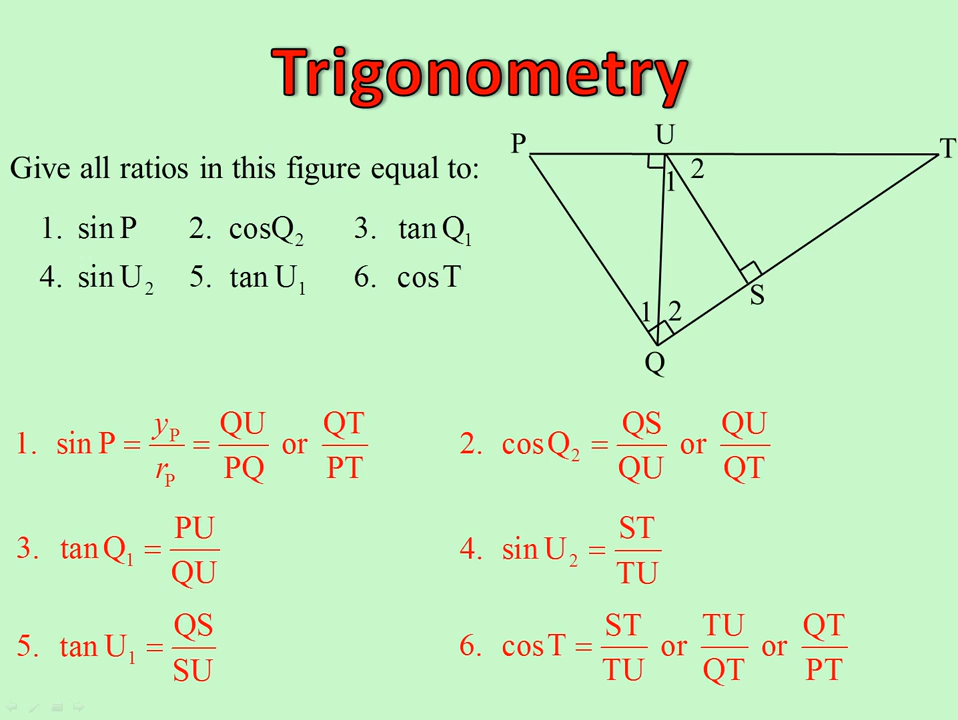 Trigonometry
Give all ratios in this figure equal to:
1. sin P 2. cosQ₂ 3. tan Q₁
4. sin U₂ 5. tan U₁ 6. cos T
P U T
1 2
S
1 2
Q
1. sin P = y_P/r_P = QU/PQ or QT/PT
2. cos Q₂ = QS/QU or QU/QT
3. tan Q₁ = PU/QU
4. sin U₂ = ST/TU
5. tan U₁ = QS/SU
6. cos T = ST/TU or TU/QT or QT/PT